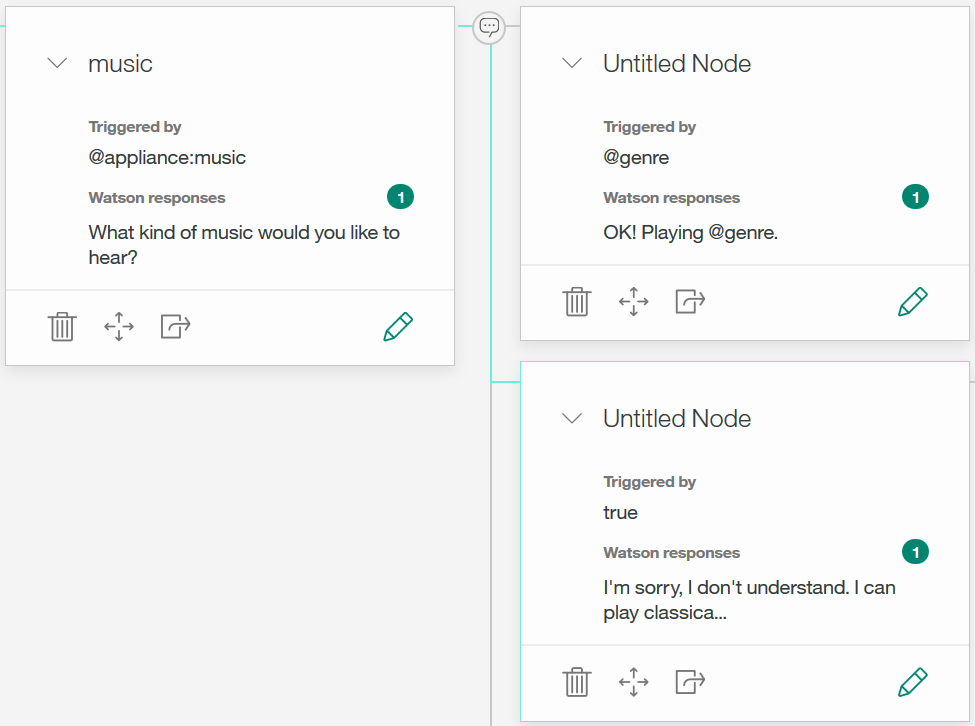 music
Triggered by
@appliance:music
Watson responses
1
What kind of music would you like to
hear?
Untitled Node
Triggered by
@genre
Watson responses
1
OK! Playing @genre.
Untitled Node
Triggered by
true
Watson responses
1
I'm sorry, I don't understand. I can
play classica...